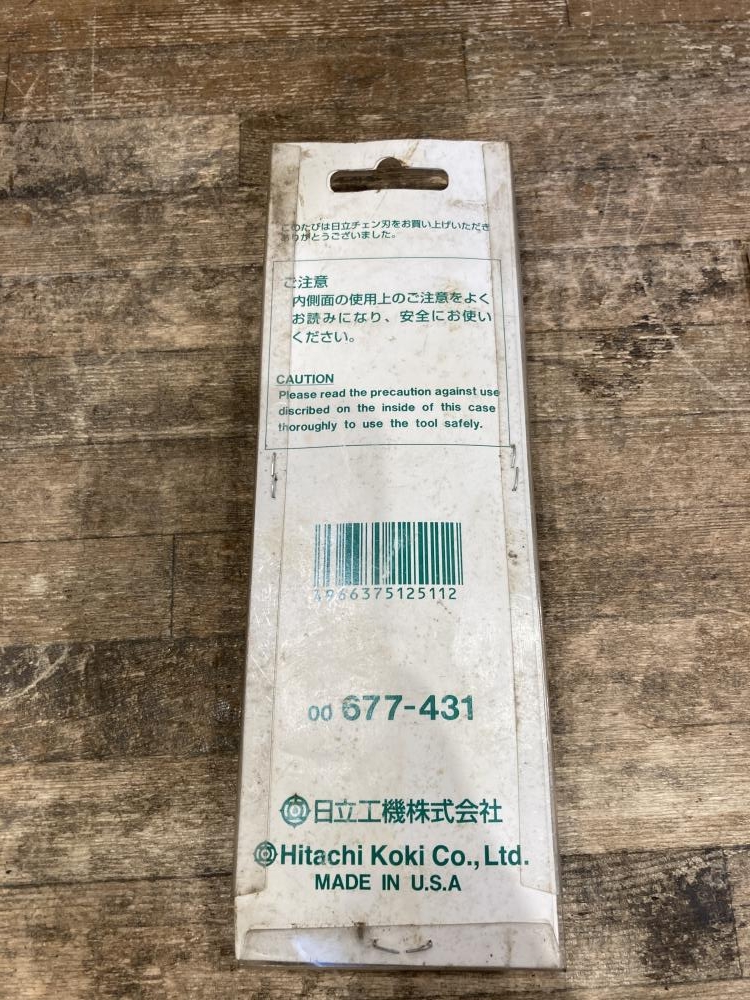 このたびは日立チェン刃をお買い上げいただき
ありがとうございました。
ご注意
内側面の使用上のご注意をよく
お読みになり、安全にお使い
ください。
CAUTION
Please read the precaution against use
discribed on the inside of this case
thoroughly to use the tool safely.
4966375125112
00 677-431
日立工機株式会社
Hitachi Koki Co., Ltd.
MADE IN U.S.A